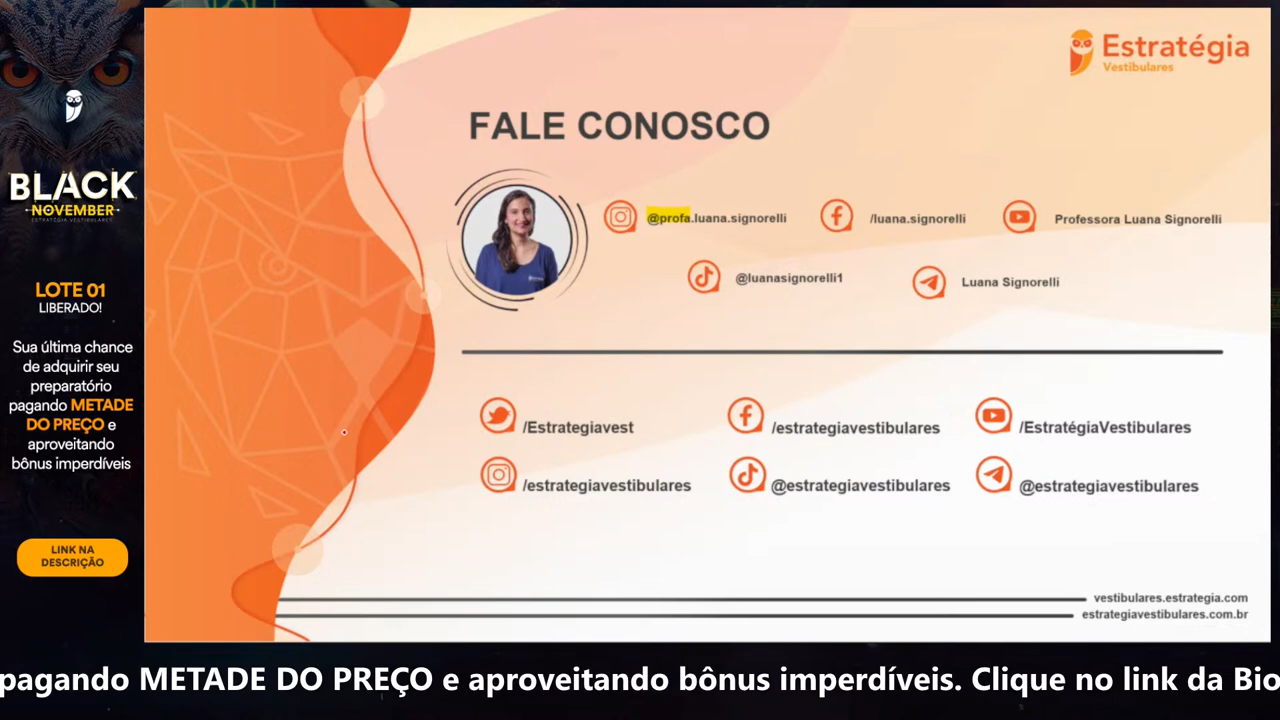 BLACK
NOVEMBER
ESTRATÉGIA VESTIBULARES
LOTE 01
LIBERADO!
Sua última chance
de adquirir seu
preparatório
pagando METADE
DO PREÇO e
aproveitando
bônus imperdíveis
LINK NA
DESCRIÇÃO
Estratégia
Vestibulares
FALE CONOSCO
@profa.luana.signorelli
/luana.signorelli
Professora Luana Signorelli
@luanasignorelli1
Luana Signorelli
/Estrategiavest
/estrategiavestibulares
/EstratégiaVestibulares
/estrategiavestibulares
@estrategiavestibulares
@estrategiavestibulares
vestibulares.estrategia.com
estrategiavestibulares.com.br
pagando METADE DO PREÇO e aproveitando bônus imperdíveis. Clique no link da Bio